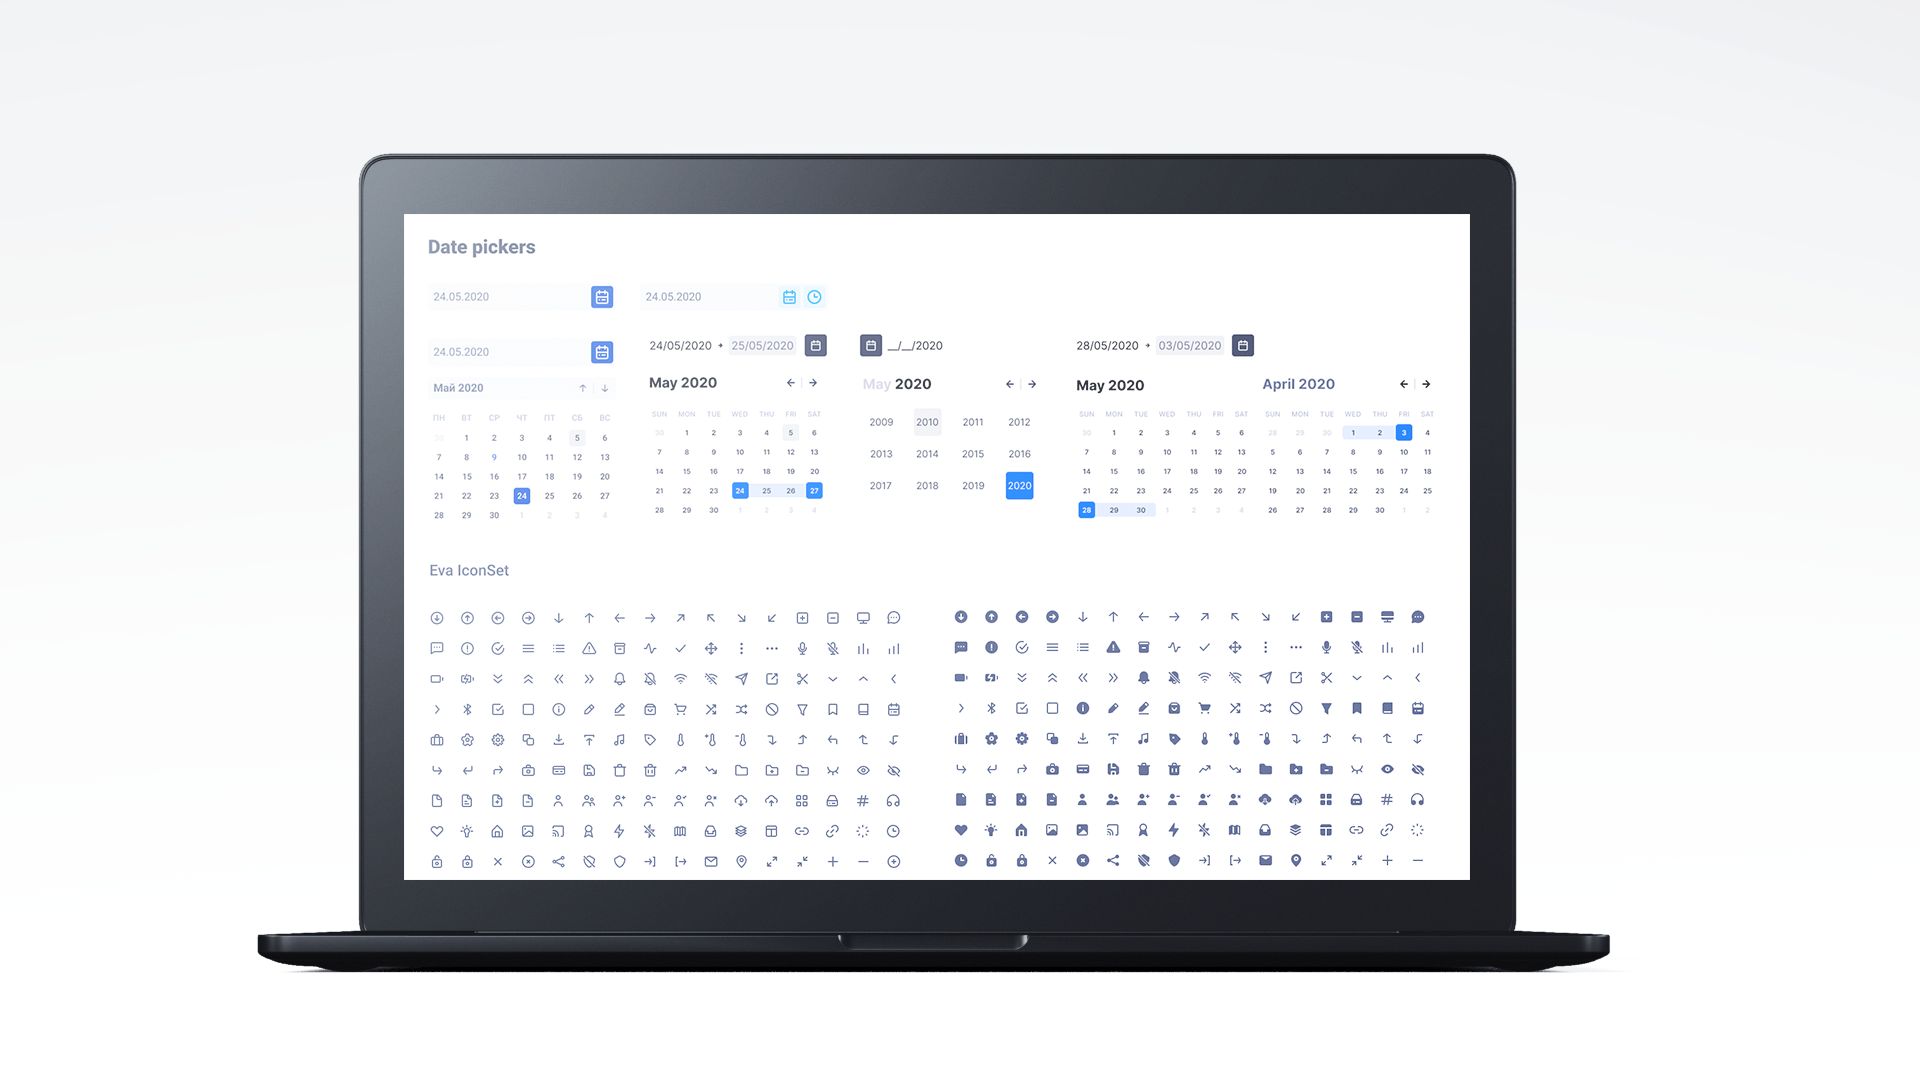 Date pickers
24.05.2020
24.05.2020
24.05.2020
24/05/2020
25/05/2020
__/__/2020
28/05/2020
03/05/2020
Май 2020
May 2020
May 2020
May 2020
April 2020
ПН ВТ СР ЧТ ПТ СБ ВС
30 1 2 3 4 5 6
7 8 9 10 11 12 13
14 15 16 17 18 19 20
21 22 23 24 25 26 27
28 29 30 1 2 3 4
SUN MON TUE WED THU FRI SAT
30 1 2 3 4 5 6
7 8 9 10 11 12 13
14 15 16 17 18 19 20
21 22 23 24 25 26 27
28 29 30 1 2 3 4
2009 2010 2011 2012
2013 2014 2015 2016
2017 2018 2019 2020
SUN MON TUE WED THU FRI SAT
30 1 2 3 4 5 6
7 8 9 10 11 12 13
14 15 16 17 18 19 20
21 22 23 24 25 26 27
28 29 30 1 2 3 4
SUN MON TUE WED THU FRI SAT
28 29 30 1 2 3 4
5 6 7 8 9 10 11
12 13 14 15 16 17 18
19 20 21 22 23 24 25
26 27 28 29 30 1 2
Eva IconSet